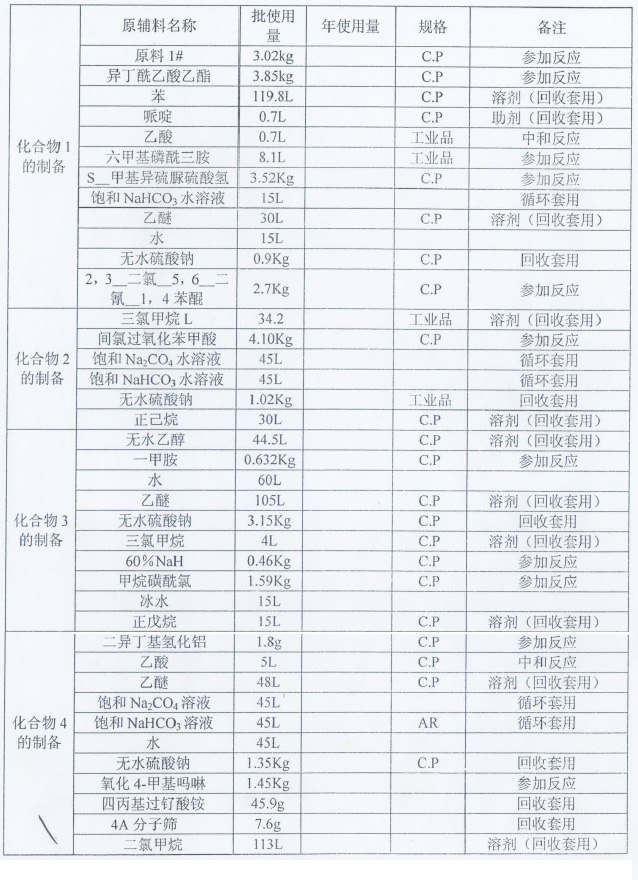 原辅料名称 批使用量 年使用量 规格 备注
化合物1的制备
原料 1# 3.02kg C.P 参加反应
异丁酰乙酸乙酯 3.85kg C.P 参加反应
苯 119.8L C.P 溶剂（回收套用）
哌啶 0.7L C.P 助剂（回收套用）
乙酸 0.7L 工业品 中和反应
六甲基磷酰三胺 8.1L 工业品 参加反应
S__甲基异硫脲硫酸氢 3.52Kg C.P 参加反应
饱和 NaHCO₃ 水溶液 15L 循环套用
乙醚 30L C.P 溶剂（回收套用）
水 15L
无水硫酸钠 0.9Kg C.P 回收套用
2，3__二氯__5，6__二
氰__1，4 苯醌 2.7Kg C.P 参加反应
化合物2的制备
三氯甲烷 L 34.2 工业品 溶剂（回收套用）
间氯过氧化苯甲酸 4.10Kg C.P 参加反应
饱和 Na₂CO₄ 水溶液 45L 循环套用
饱和 NaHCO₃ 水溶液 45L 循环套用
无水硫酸钠 1.02Kg 工业品 回收套用
正己烷 30L C.P 溶剂（回收套用）
化合物3的制备
无水乙醇 44.5L C.P 溶剂（回收套用）
一甲胺 0.632Kg C.P 参加反应
水 60L
乙醚 105L C.P 溶剂（回收套用）
无水硫酸钠 3.15Kg C.P 回收套用
三氯甲烷 4L C.P 溶剂（回收套用）
60%NaH 0.46Kg C.P 参加反应
甲烷磺酰氯 1.59Kg C.P 参加反应
冰水 15L
正戊烷 15L C.P 溶剂（回收套用）
化合物4的制备
二异丁基氢化铝 1.8g C.P 参加反应
乙酸 5L C.P 中和反应
乙醚 48L C.P 溶剂（回收套用）
饱和 Na₂CO₄ 溶液 45L 循环套用
饱和 NaHCO₃ 溶液 45L AR 循环套用
水 45L
无水硫酸钠 1.35Kg C.P 回收套用
氧化 4-甲基吗啉 1.45Kg 参加反应
四丙基过钌酸铵 45.9g 回收套用
4A 分子筛 7.6g 回收套用
二氯甲烷 113L 溶剂（回收套用）